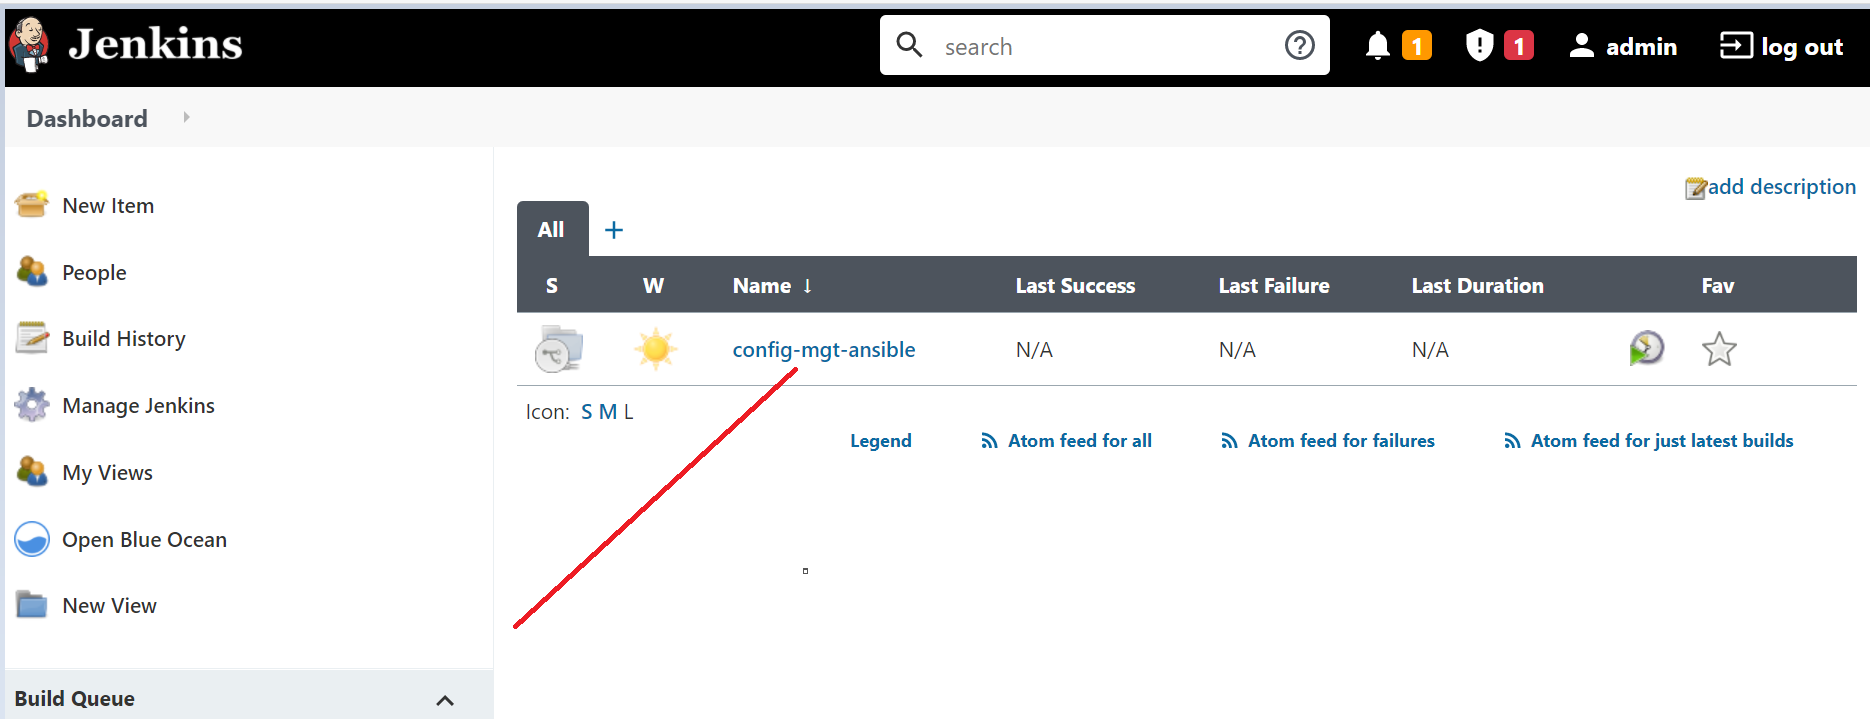 Jenkins
search
1
1
admin
log out
Dashboard
New Item
People
Build History
Manage Jenkins
My Views
Open Blue Ocean
New View
Build Queue
add description
All +
S W Name ↓ Last Success Last Failure Last Duration Fav
config-mgt-ansible N/A N/A N/A
Icon: S M L
Legend Atom feed for all Atom feed for failures Atom feed for just latest builds